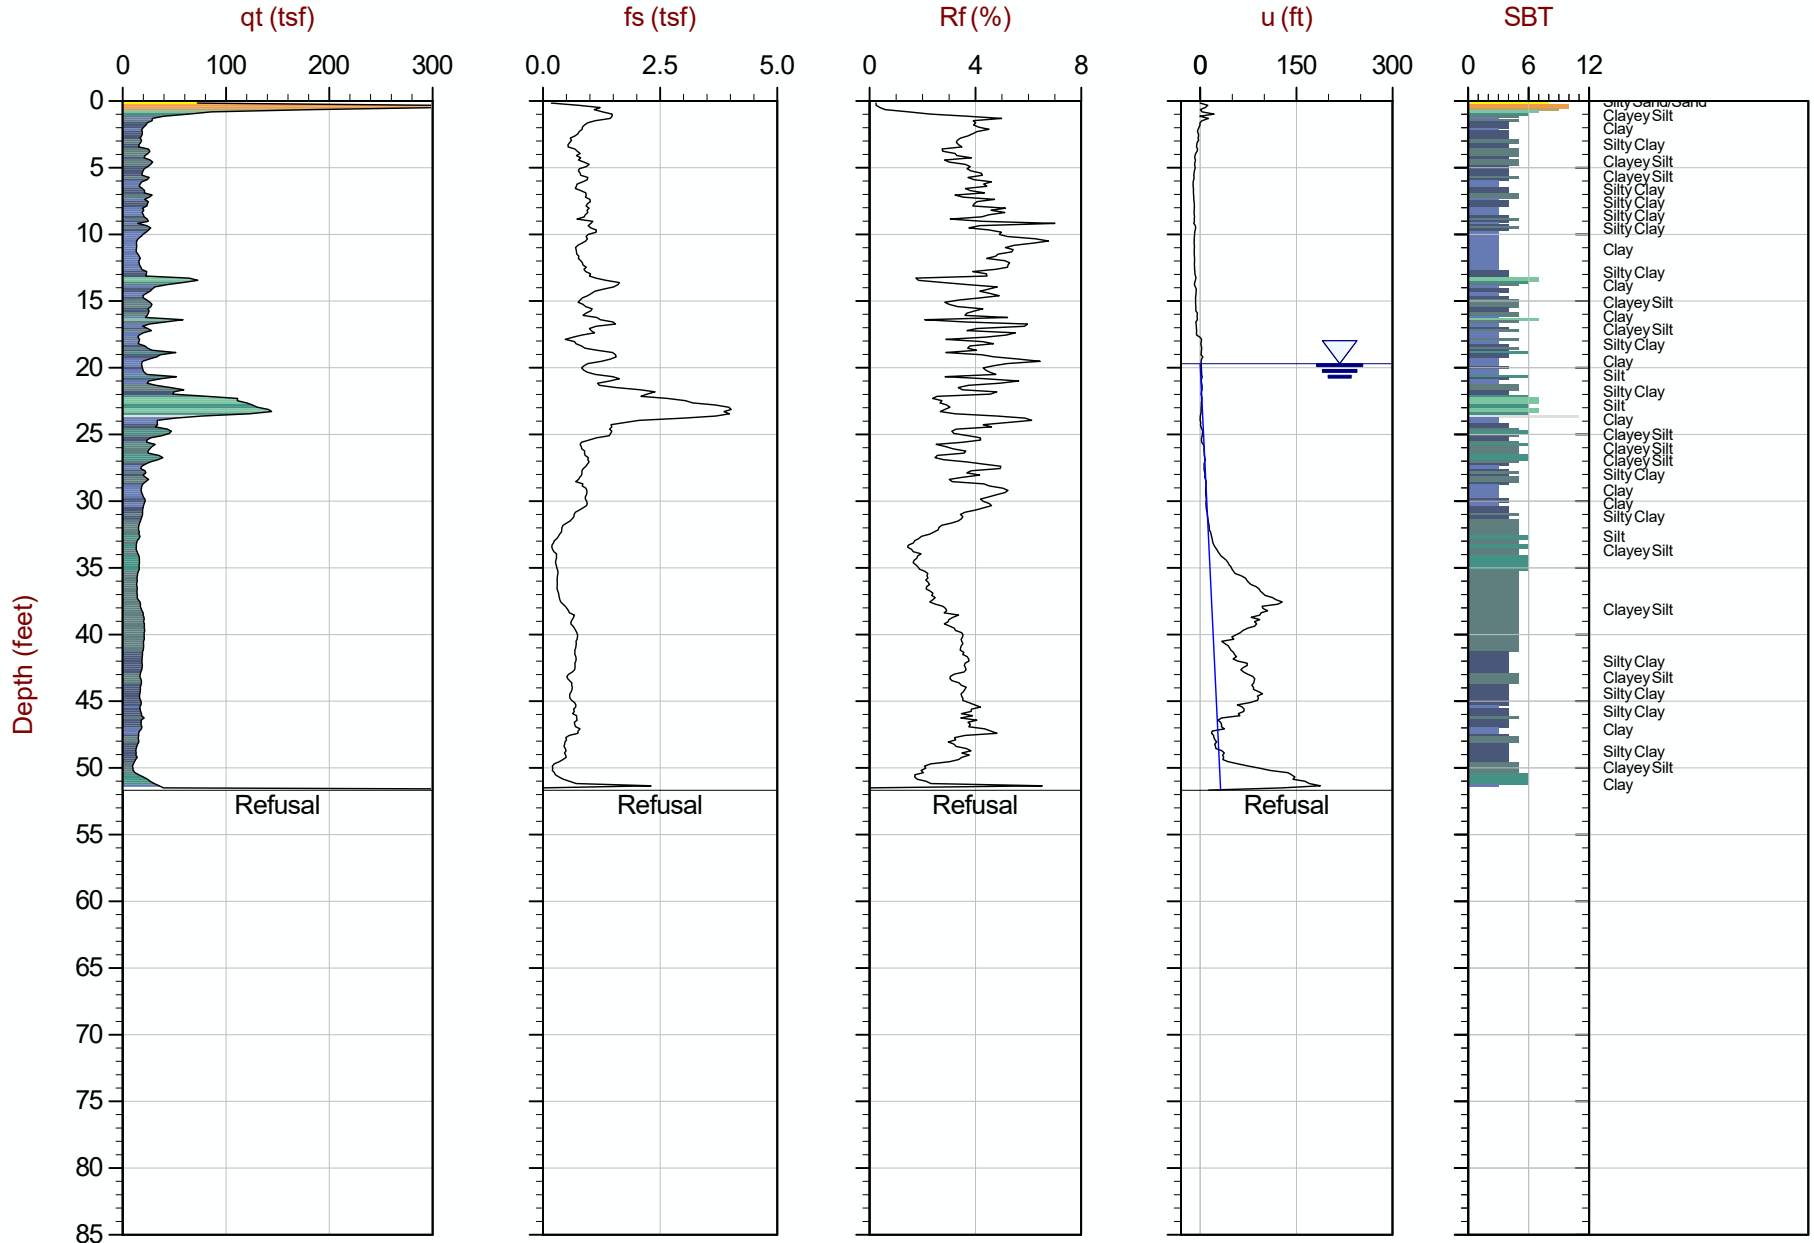 qt (tsf) fs (tsf) Rf (%) u (ft) SBT
0 100 200 300 0.0 2.5 5.0 0 4 8 0 150 300 0 6 12
0
5
10
15
20
25
30
35
40
45
50
55
60
65
70
75
80
85
Depth (feet)
Refusal Refusal Refusal Refusal
Silty Sand/Sand
Clayey Silt
Clay
Silty Clay
Clayey Silt
Clayey Silt
Silty Clay
Silty Clay
Silty Clay
Silty Clay
Clay
Silty Clay
Clay
Clayey Silt
Clay
Clayey Silt
Silty Clay
Clay
Silt
Silty Clay
Silt
Clay
Clayey Silt
Clayey Silt
Clayey Silt
Silty Clay
Clay
Clay
Silty Clay
Silt
Clayey Silt
Clayey Silt
Silty Clay
Clayey Silt
Silty Clay
Silty Clay
Clay
Silty Clay
Clayey Silt
Clay